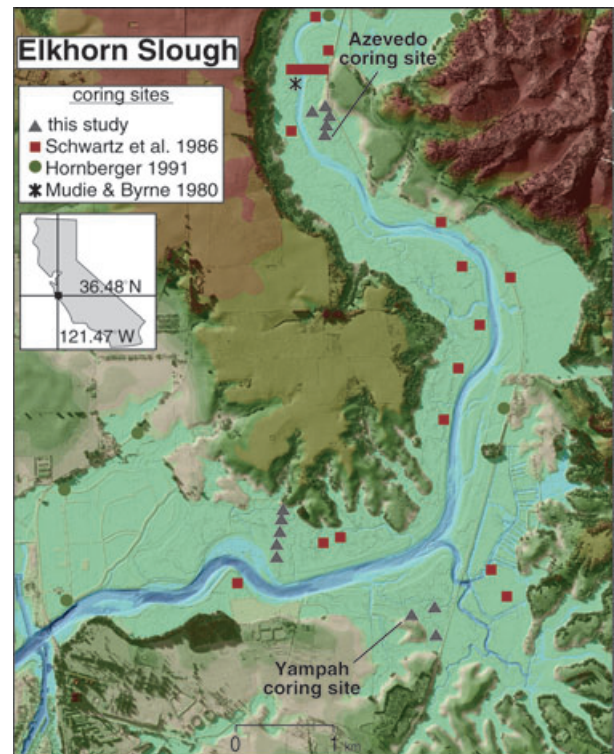 Elkhorn Slough
coring sites
this study
Schwartz et al. 1986
Hornberger 1991
Mudie & Byrne 1980
36.48 N
121.47 W
Azevedo
coring site
Yampah
coring site
0 1 km